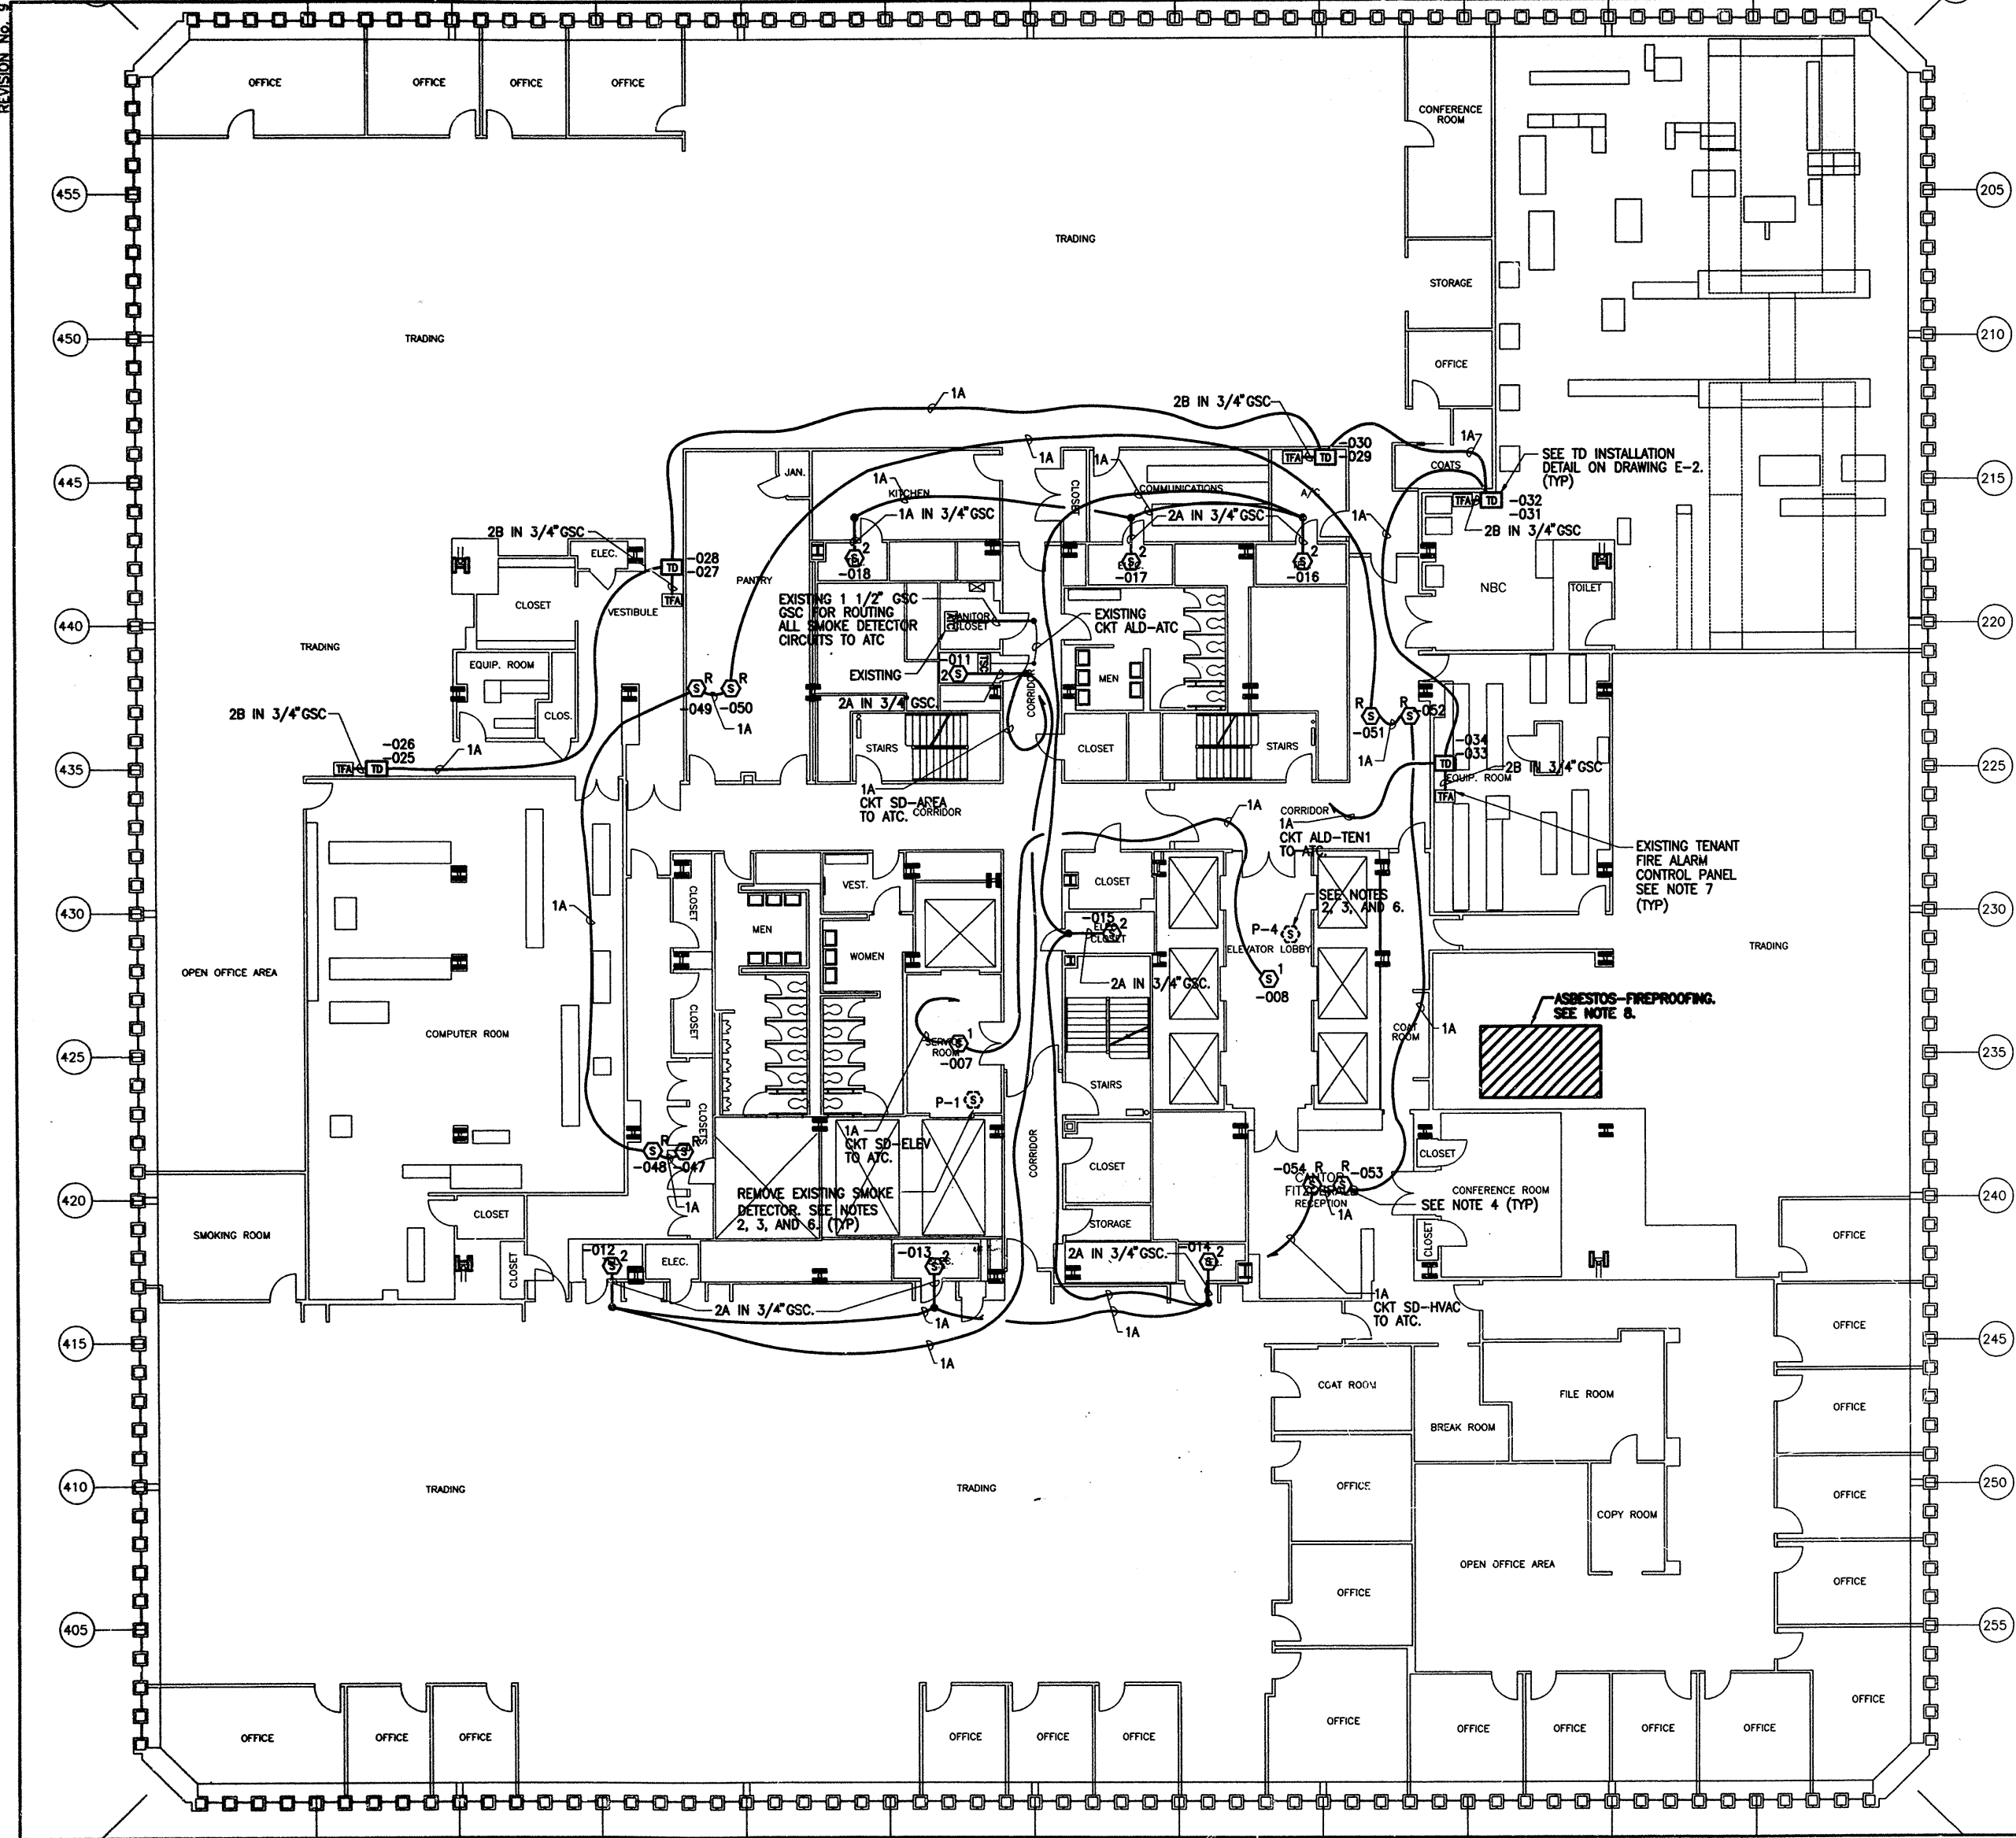 REVISION No. 9
OFFICE
OFFICE
OFFICE
OFFICE
CONFERENCE
ROOM
455
205
TRADING
STORAGE
450
210
TRADING
OFFICE
1A
2B IN 3/4" GSC
-030
-029
TFA
TD
1A
1A
1A
COATS
SEE TD INSTALLATION
DETAIL ON DRAWING E-2.
(TYP)
445
215
JAN.
1A
KITCHEN
CLOSET
COMMUNICATIONS
A/C
TFA
TD
-032
-031
2B IN 3/4" GSC
1A IN 3/4" GSC
2A IN 3/4" GSC
1A
2B IN 3/4" GSC
ELEC.
-028
TD
-027
PANTRY
S
2
-018
S
2
-017
S
2
-016
CLOSET
VESTIBULE
TFA
NBC
TOILET
EXISTING 1 1/2" GSC
GSC FOR ROUTING
ALL SMOKE DETECTOR
CIRCUITS TO ATC
ATC
JANITOR
CLOSET
EXISTING
CKT ALD-ATC
440
220
TRADING
EQUIP. ROOM
EXISTING
-011
2
S
TSC
MEN
CLOS.
R
S
-049
R
S
-050
1A
2A IN 3/4" GSC.
CORRIDOR
R
S
-051
S
-052
1A
2B IN 3/4" GSC
-026
-025
1A
TFA
TD
435
225
STAIRS
CLOSET
STAIRS
-034
-033
TD
2B IN 3/4" GSC
EQUIP. ROOM
TFA
1A
CKT SD-AREA
TO ATC.
CORRIDOR
1A
CORRIDOR
1A
CKT ALD-TEN1
TO ATC.
EXISTING TENANT
FIRE ALARM
CONTROL PANEL
SEE NOTE 7
(TYP)
CLOSET
MEN
VEST.
CLOSET
430
230
1A
SEE NOTES
2, 3, AND 6.
P-4
S
-015
2
S
CLOSET
ELEVATOR LOBBY
TRADING
OPEN OFFICE AREA
WOMEN
2A IN 3/4" GSC.
S
1
-008
CLOSET
ASBESTOS-FIREPROOFING.
SEE NOTE 8.
COMPUTER ROOM
SERVICE
ROOM
S
1
-007
COAT
ROOM
1A
425
235
STAIRS
P-1
S
CLOSETS
1A
CKT SD-ELEV
TO ATC.
CORRIDOR
CLOSET
CLOSET
S
-048
R
R
S
-047
1A
-054
R
S
R
S
-053
CANTOR
FITZGERALD
RECEPTION
1A
CONFERENCE ROOM
SEE NOTE 4 (TYP)
REMOVE EXISTING SMOKE
DETECTOR. SEE NOTES
2, 3, AND 6. (TYP)
420
240
SMOKING ROOM
CLOSET
STORAGE
OFFICE
CLOSET
CLOSET
-012
S
2
ELEC.
-013
S
2
2A IN 3/4" GSC.
-014
S
2
2A IN 3/4" GSC.
1A
1A
1A
1A
CKT SD-HVAC
TO ATC.
415
245
OFFICE
COAT ROOM
FILE ROOM
BREAK ROOM
OFFICE
410
250
TRADING
TRADING
OFFICE
OFFICE
COPY ROOM
OPEN OFFICE AREA
OFFICE
OFFICE
405
255
OFFICE
OFFICE
OFFICE
OFFICE
OFFICE
OFFICE
OFFICE
OFFICE
OFFICE
OFFICE
OFFICE
OFFICE